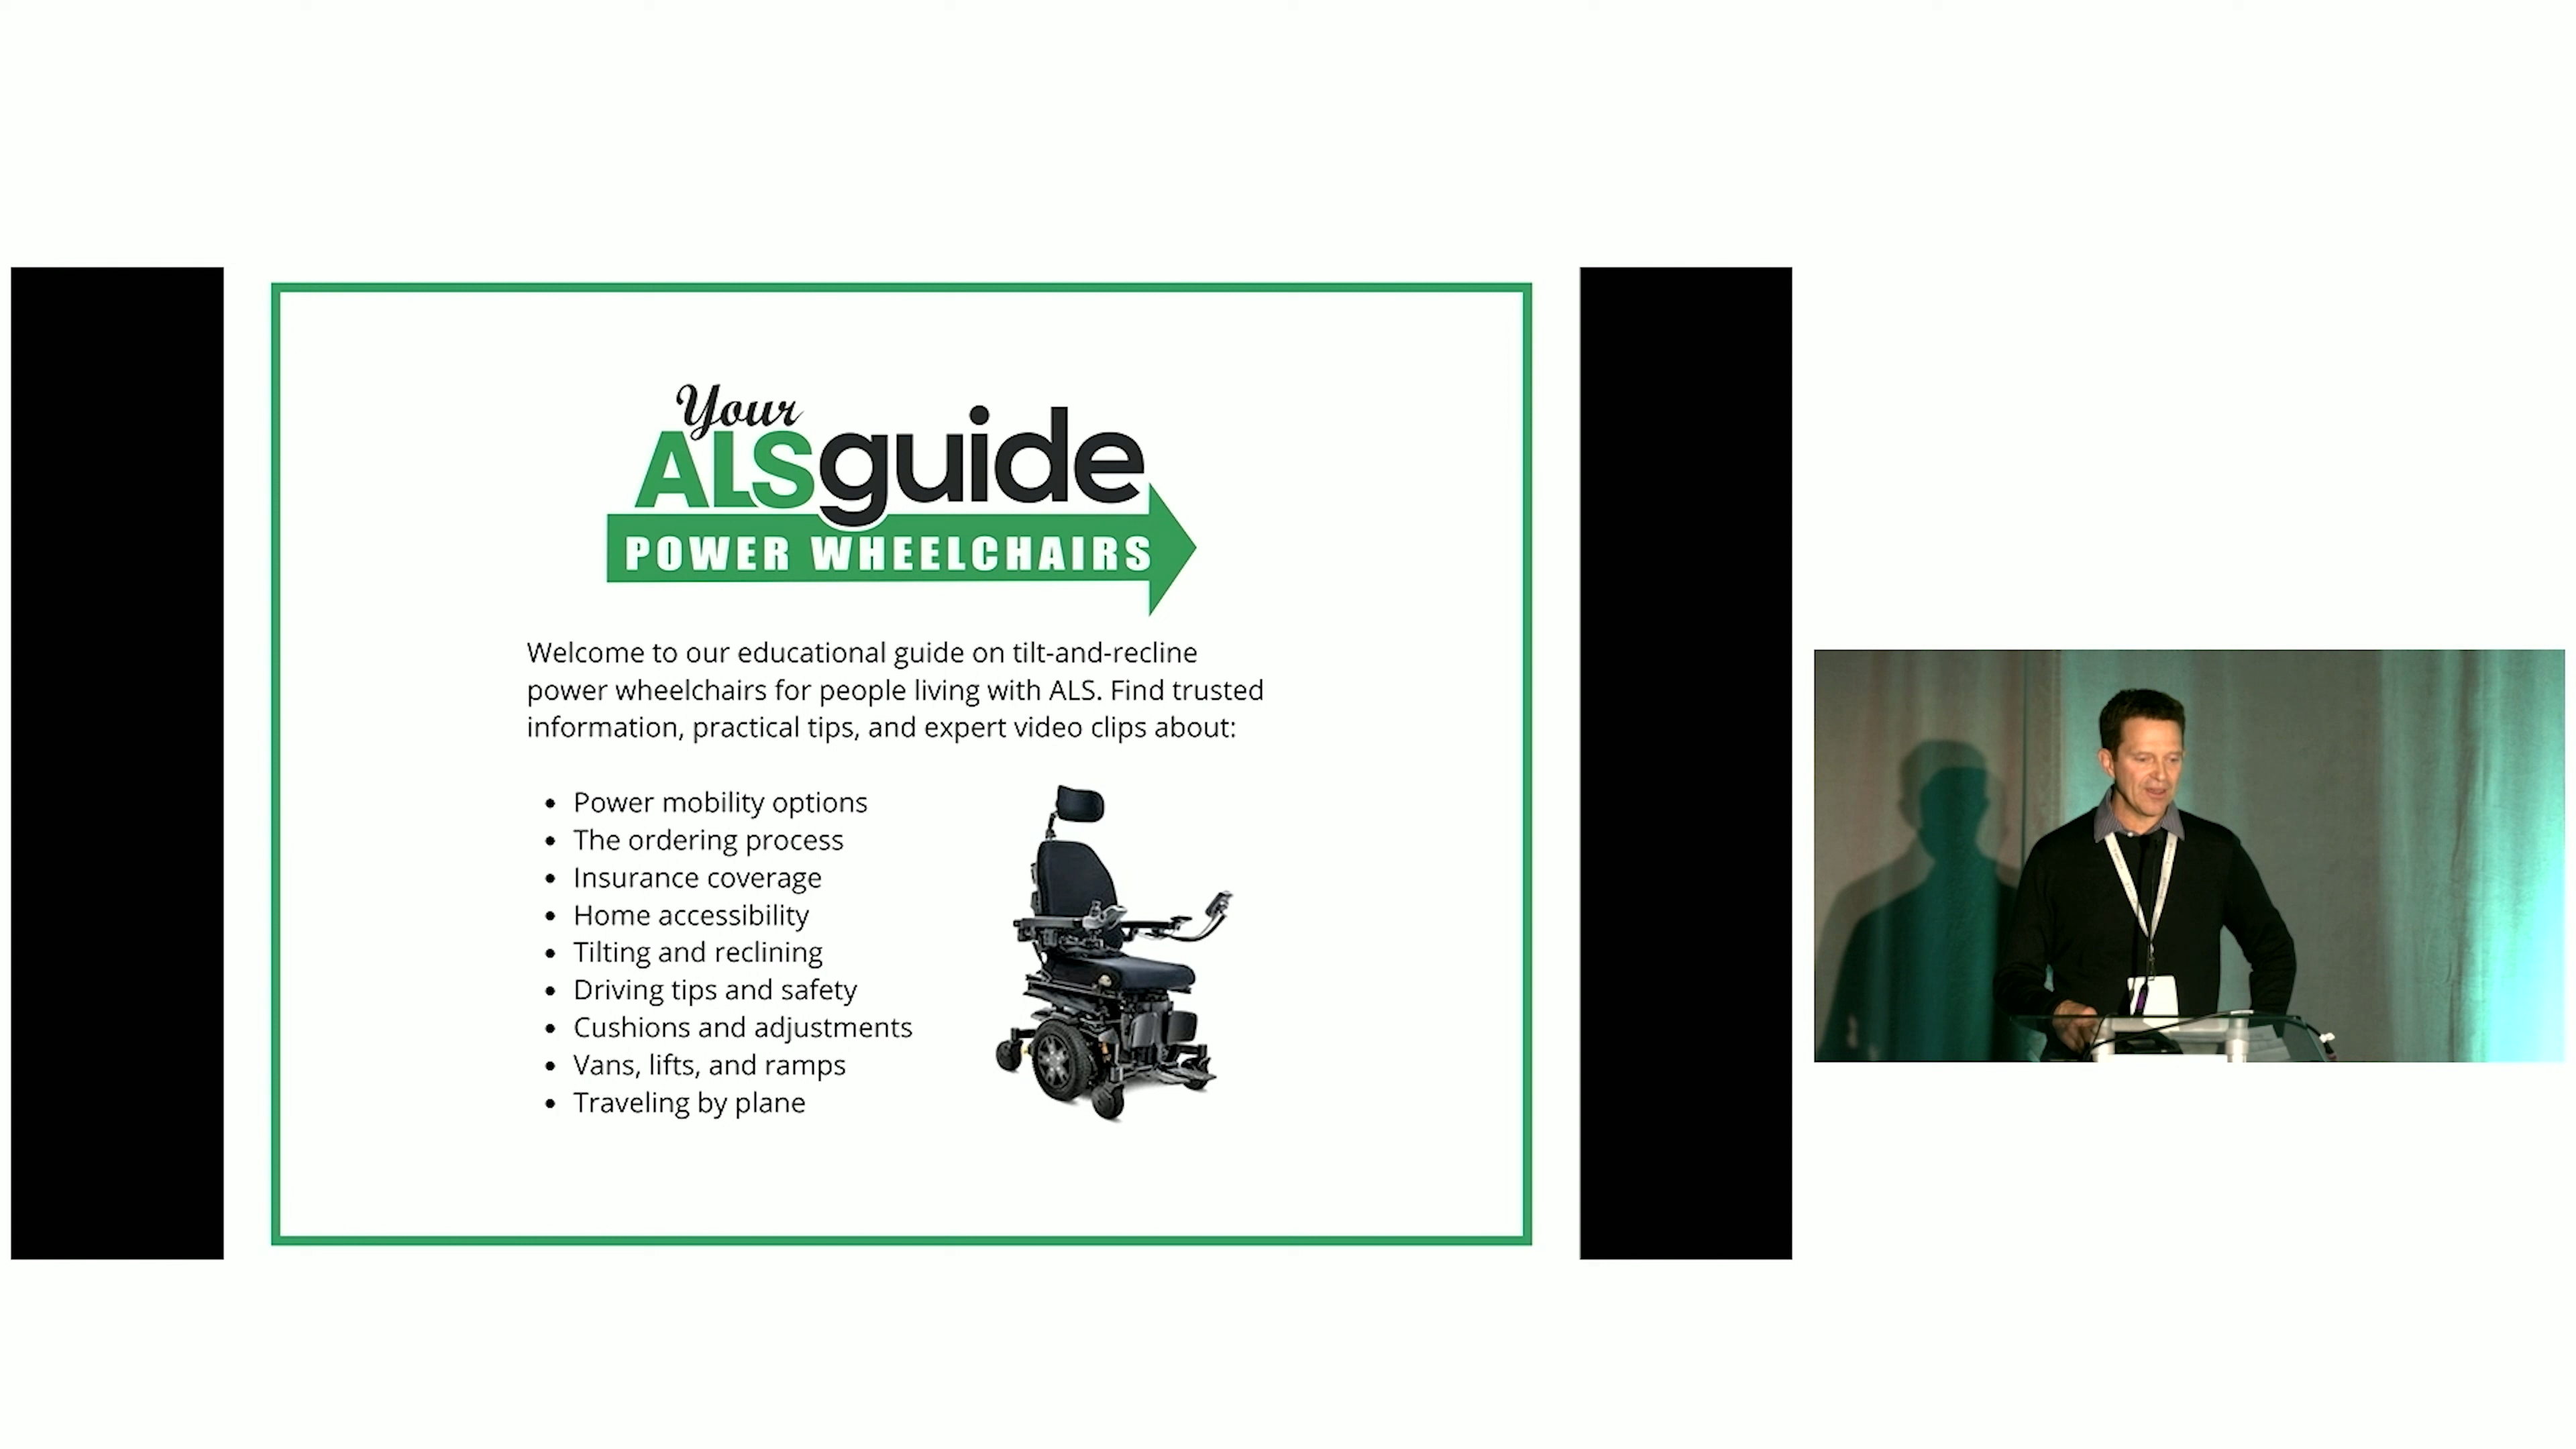 Your
ALSguide
POWER WHEELCHAIRS
Welcome to our educational guide on tilt-and-recline
power wheelchairs for people living with ALS. Find trusted
information, practical tips, and expert video clips about:
• Power mobility options
• The ordering process
• Insurance coverage
• Home accessibility
• Tilting and reclining
• Driving tips and safety
• Cushions and adjustments
• Vans, lifts, and ramps
• Traveling by plane